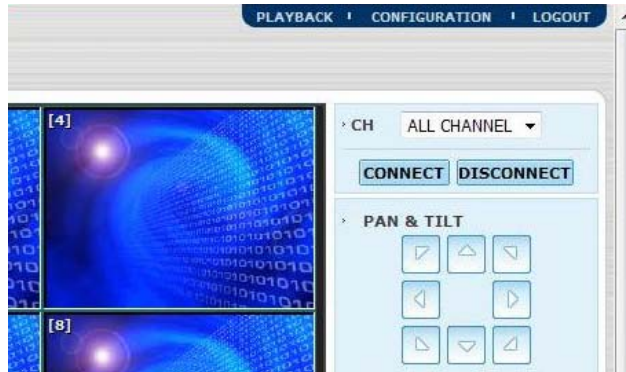 PLAYBACK CONFIGURATION LOGOUT
[4]
CH ALL CHANNEL
CONNECT DISCONNECT
PAN & TILT
[8]